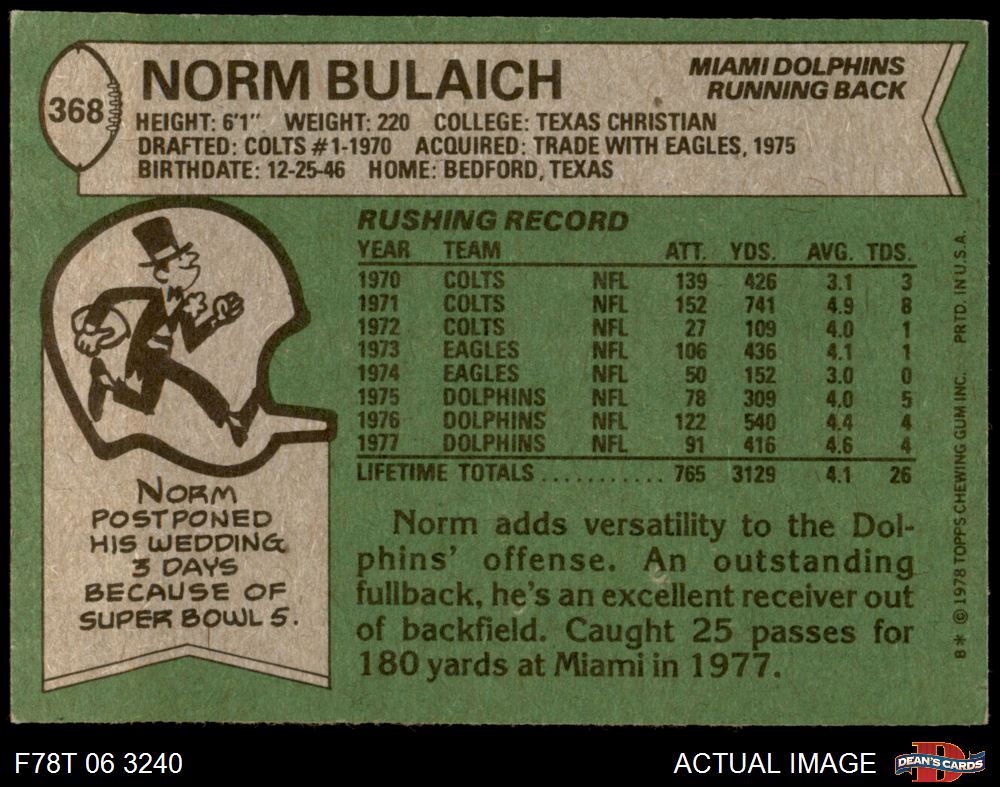 368
NORM BULAICH
MIAMI DOLPHINS
RUNNING BACK
HEIGHT: 6'1" WEIGHT: 220 COLLEGE: TEXAS CHRISTIAN
DRAFTED: COLTS #1-1970 ACQUIRED: TRADE WITH EAGLES, 1975
BIRTHDATE: 12-25-46 HOME: BEDFORD, TEXAS
RUSHING RECORD
YEAR TEAM ATT. YDS. AVG. TDS.
1970 COLTS NFL 139 426 3.1 3
1971 COLTS NFL 152 741 4.9 8
1972 COLTS NFL 27 109 4.0 1
1973 EAGLES NFL 106 436 4.1 1
1974 EAGLES NFL 50 152 3.0 0
1975 DOLPHINS NFL 78 309 4.0 5
1976 DOLPHINS NFL 122 540 4.4 4
1977 DOLPHINS NFL 91 416 4.6 4
LIFETIME TOTALS ........... 765 3129 4.1 26
NORM
POSTPONED
HIS WEDDING
3 DAYS
BECAUSE OF
SUPER BOWL 5.
Norm adds versatility to the Dol-
phins' offense. An outstanding
fullback, he's an excellent receiver out
of backfield. Caught 25 passes for
180 yards at Miami in 1977.
8* © 1978 TOPPS CHEWING GUM INC. PRTD. IN U.S.A.
F78T 06 3240
ACTUAL IMAGE
D
DEAN'S CARDS